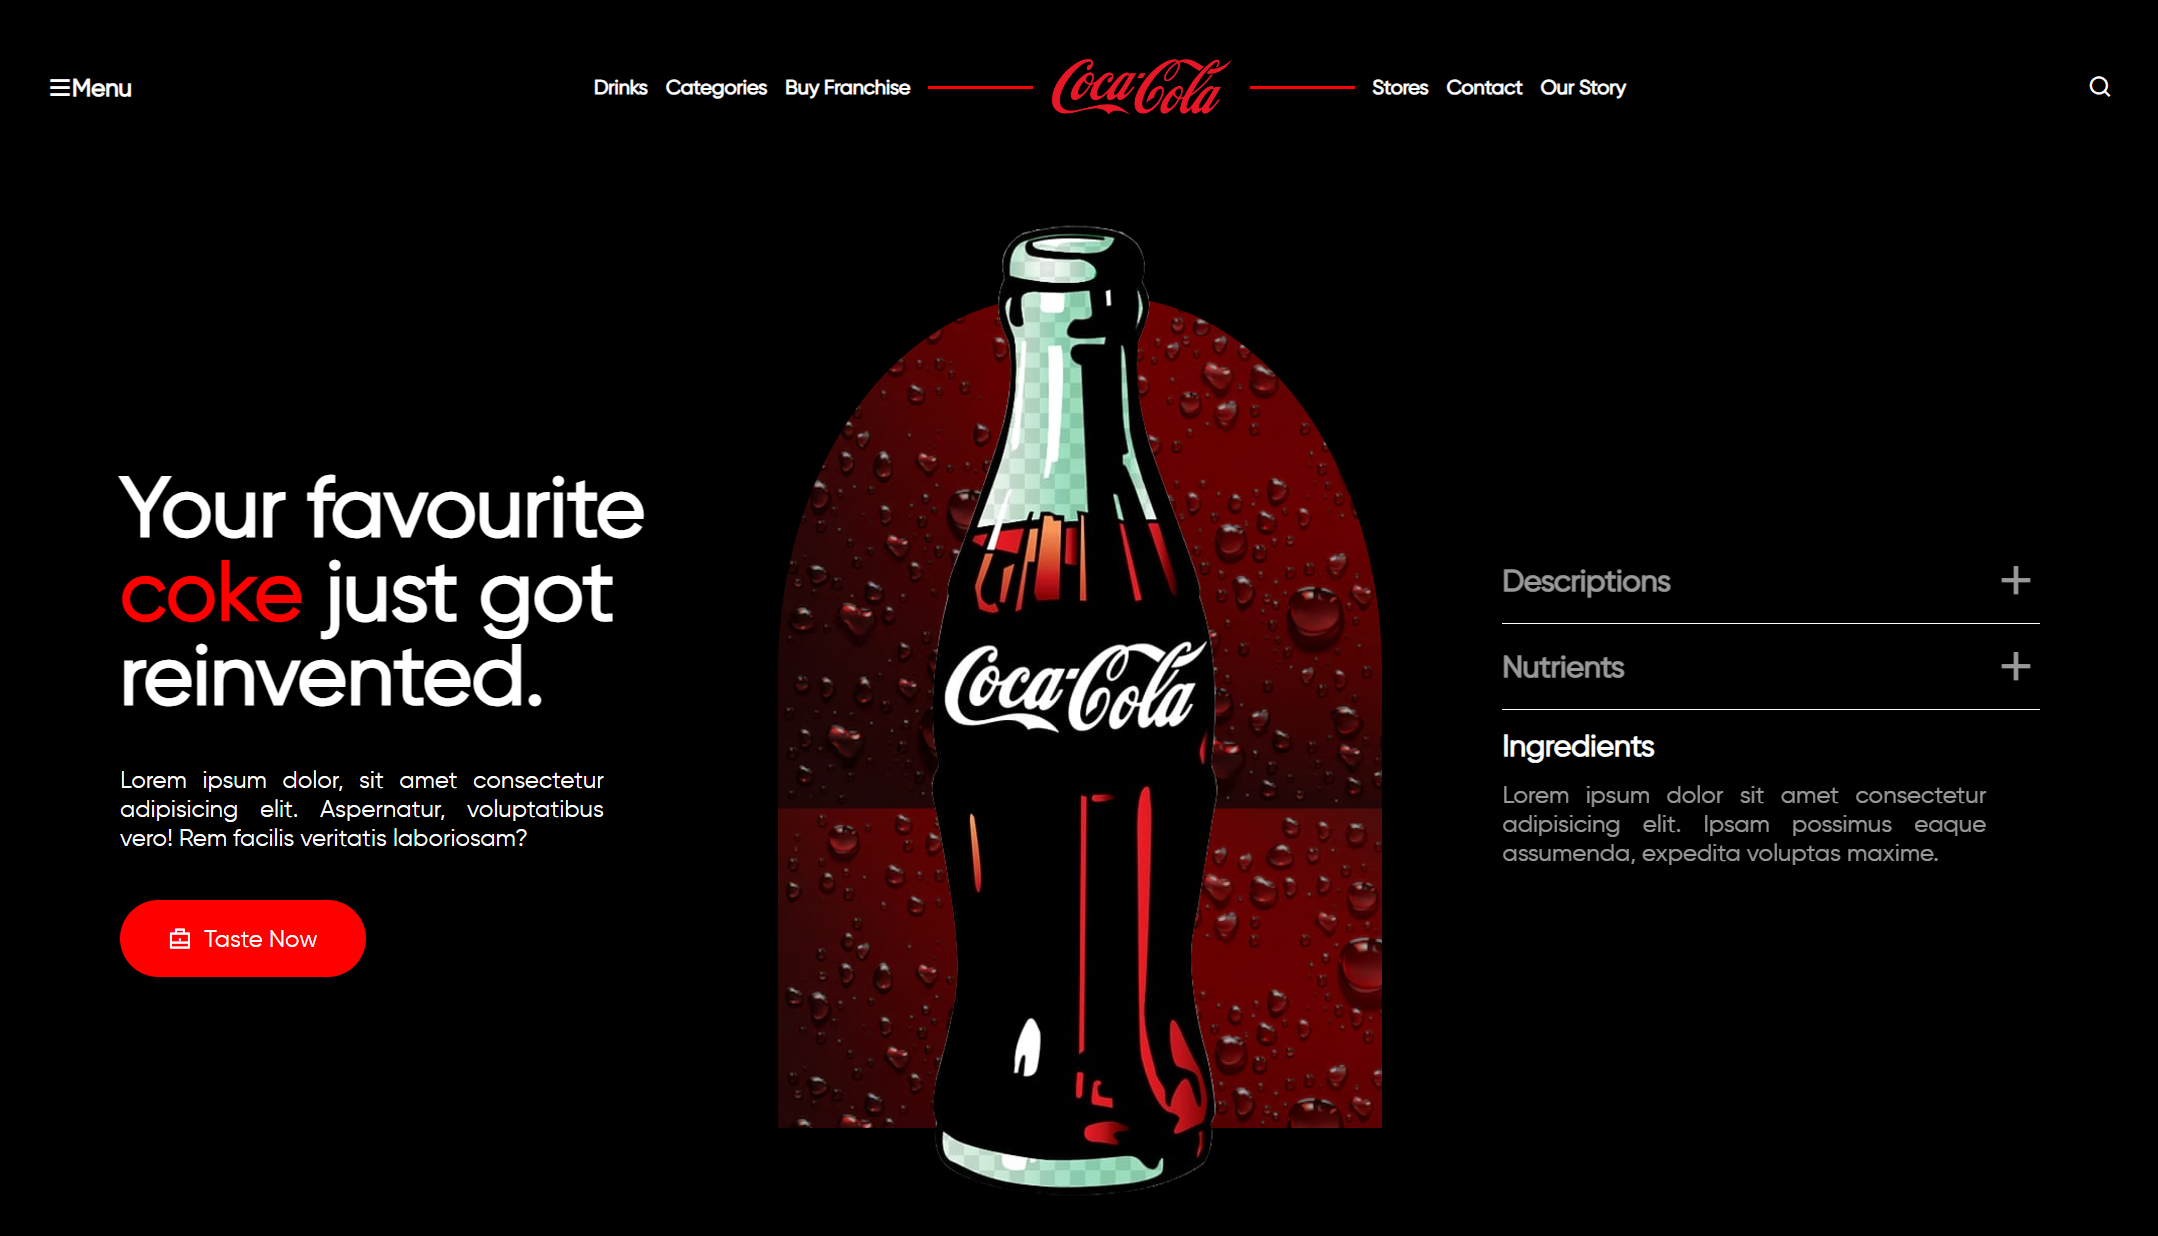 Menu
Drinks Categories Buy Franchise Coca-Cola Stores Contact Our Story
Your favourite
coke just got
reinvented.
Lorem ipsum dolor, sit amet consectetur
adipisicing elit. Aspernatur, voluptatibus
vero! Rem facilis veritatis laboriosam?
Taste Now
Coca-Cola
Descriptions
Nutrients
Ingredients
Lorem ipsum dolor sit amet consectetur
adipisicing elit. Ipsam possimus eaque
assumenda, expedita voluptas maxime.